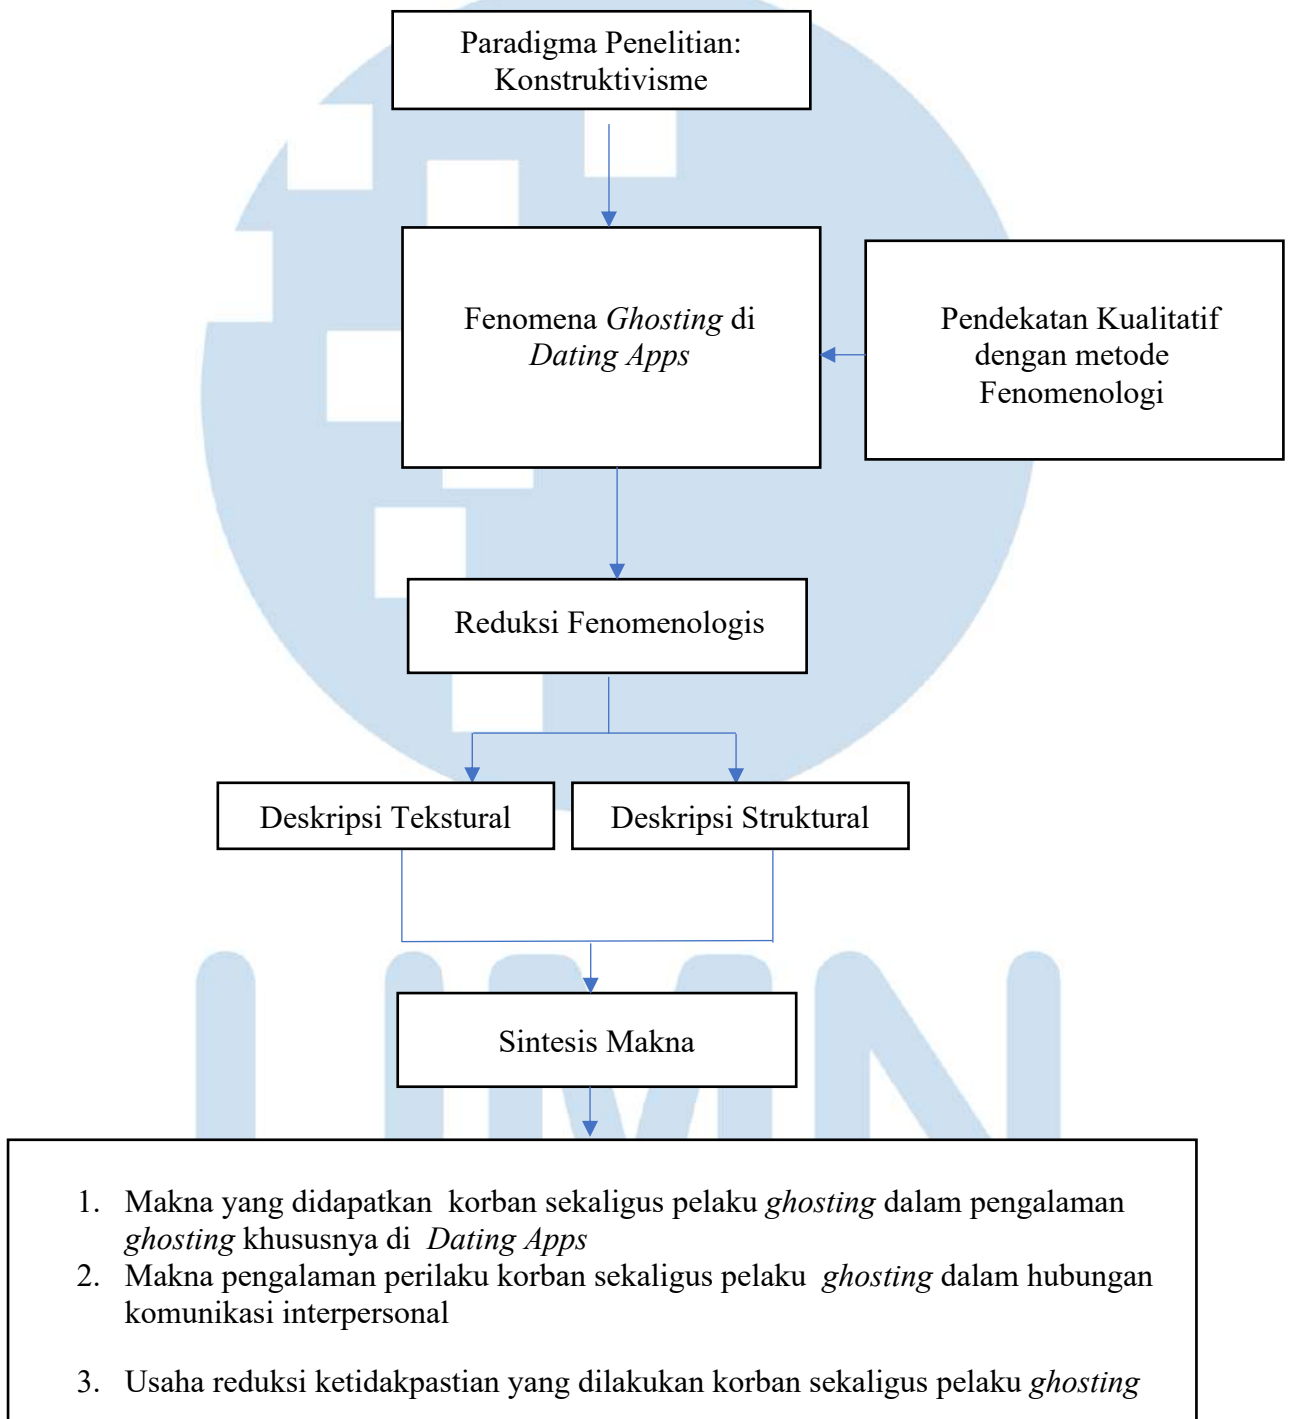 Paradigma Penelitian:
Konstruktivisme
Fenomena Ghosting di
Dating Apps
Pendekatan Kualitatif
dengan metode
Fenomenologi
Reduksi Fenomenologis
Deskripsi Tekstural
Deskripsi Struktural
Sintesis Makna
UMN
1. Makna yang didapatkan korban sekaligus pelaku ghosting dalam pengalaman
ghosting khususnya di Dating Apps
2. Makna pengalaman perilaku korban sekaligus pelaku ghosting dalam hubungan
komunikasi interpersonal
3. Usaha reduksi ketidakpastian yang dilakukan korban sekaligus pelaku ghosting